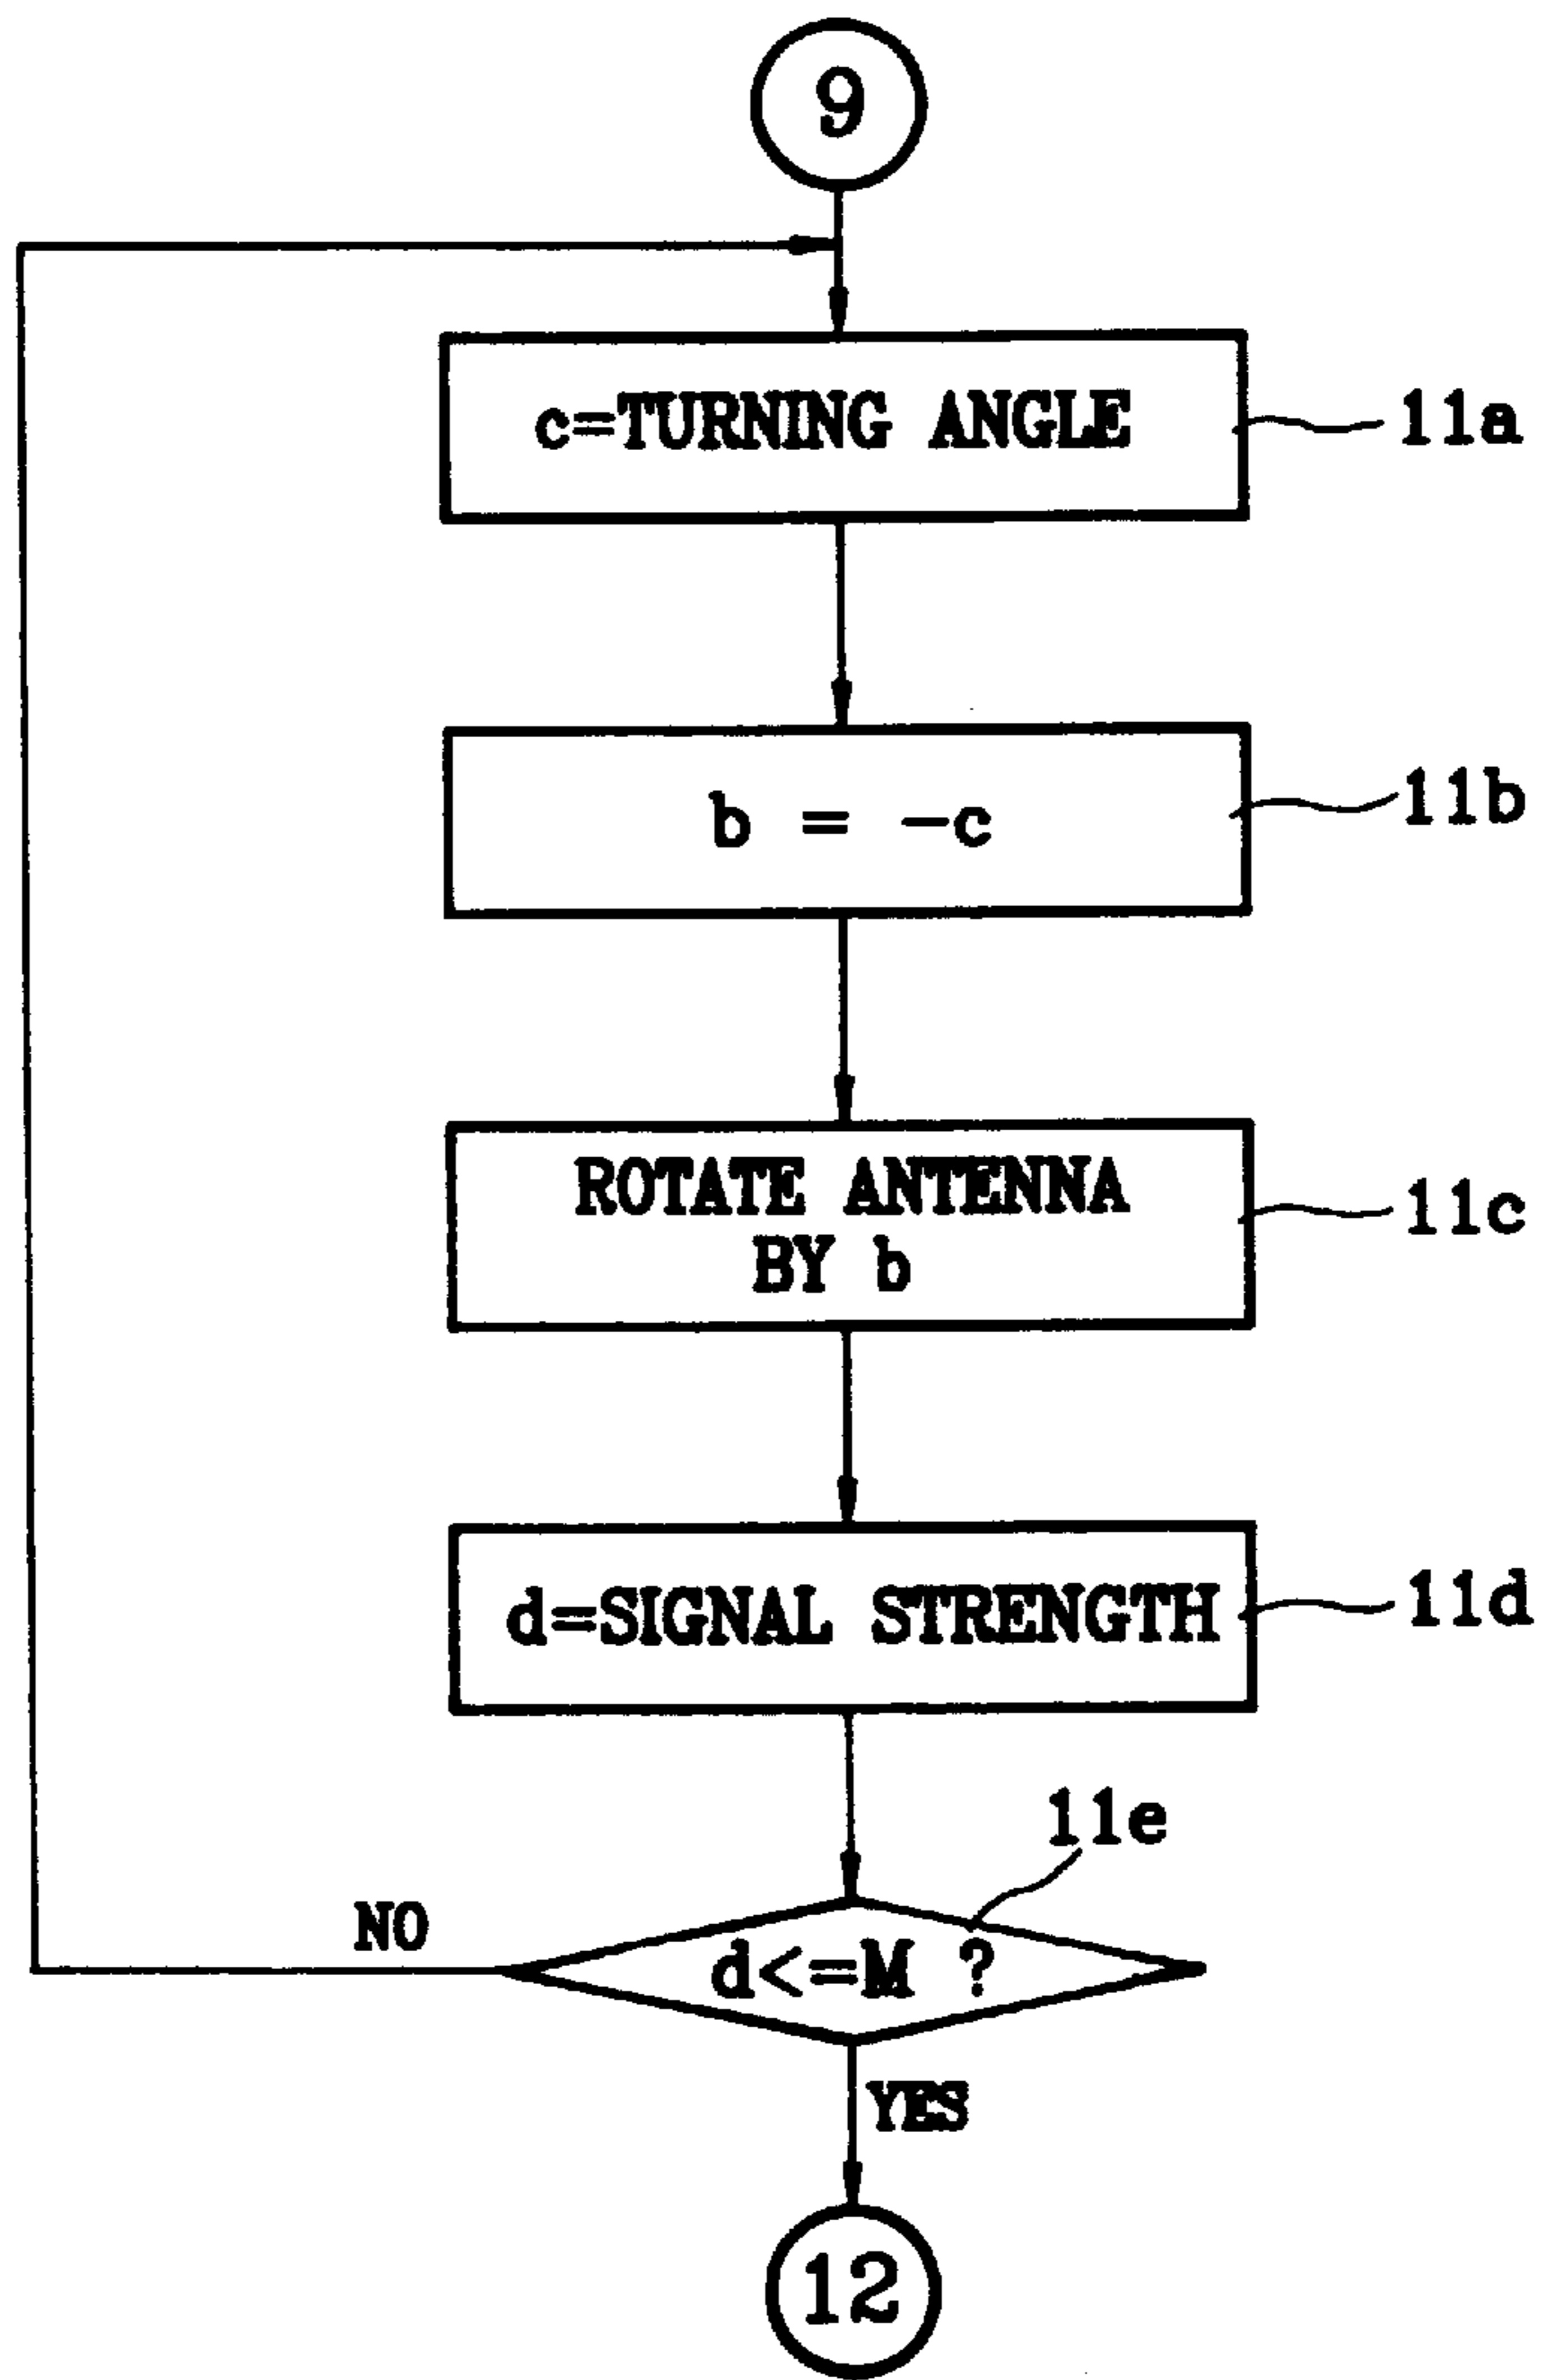 9
c=TURNING ANGLE
11a
b = -c
11b
ROTATE ANTENNA
BY b
11c
d=SIGNAL STRENGTH
11d
11e
NO
d<=M ?
YES
12